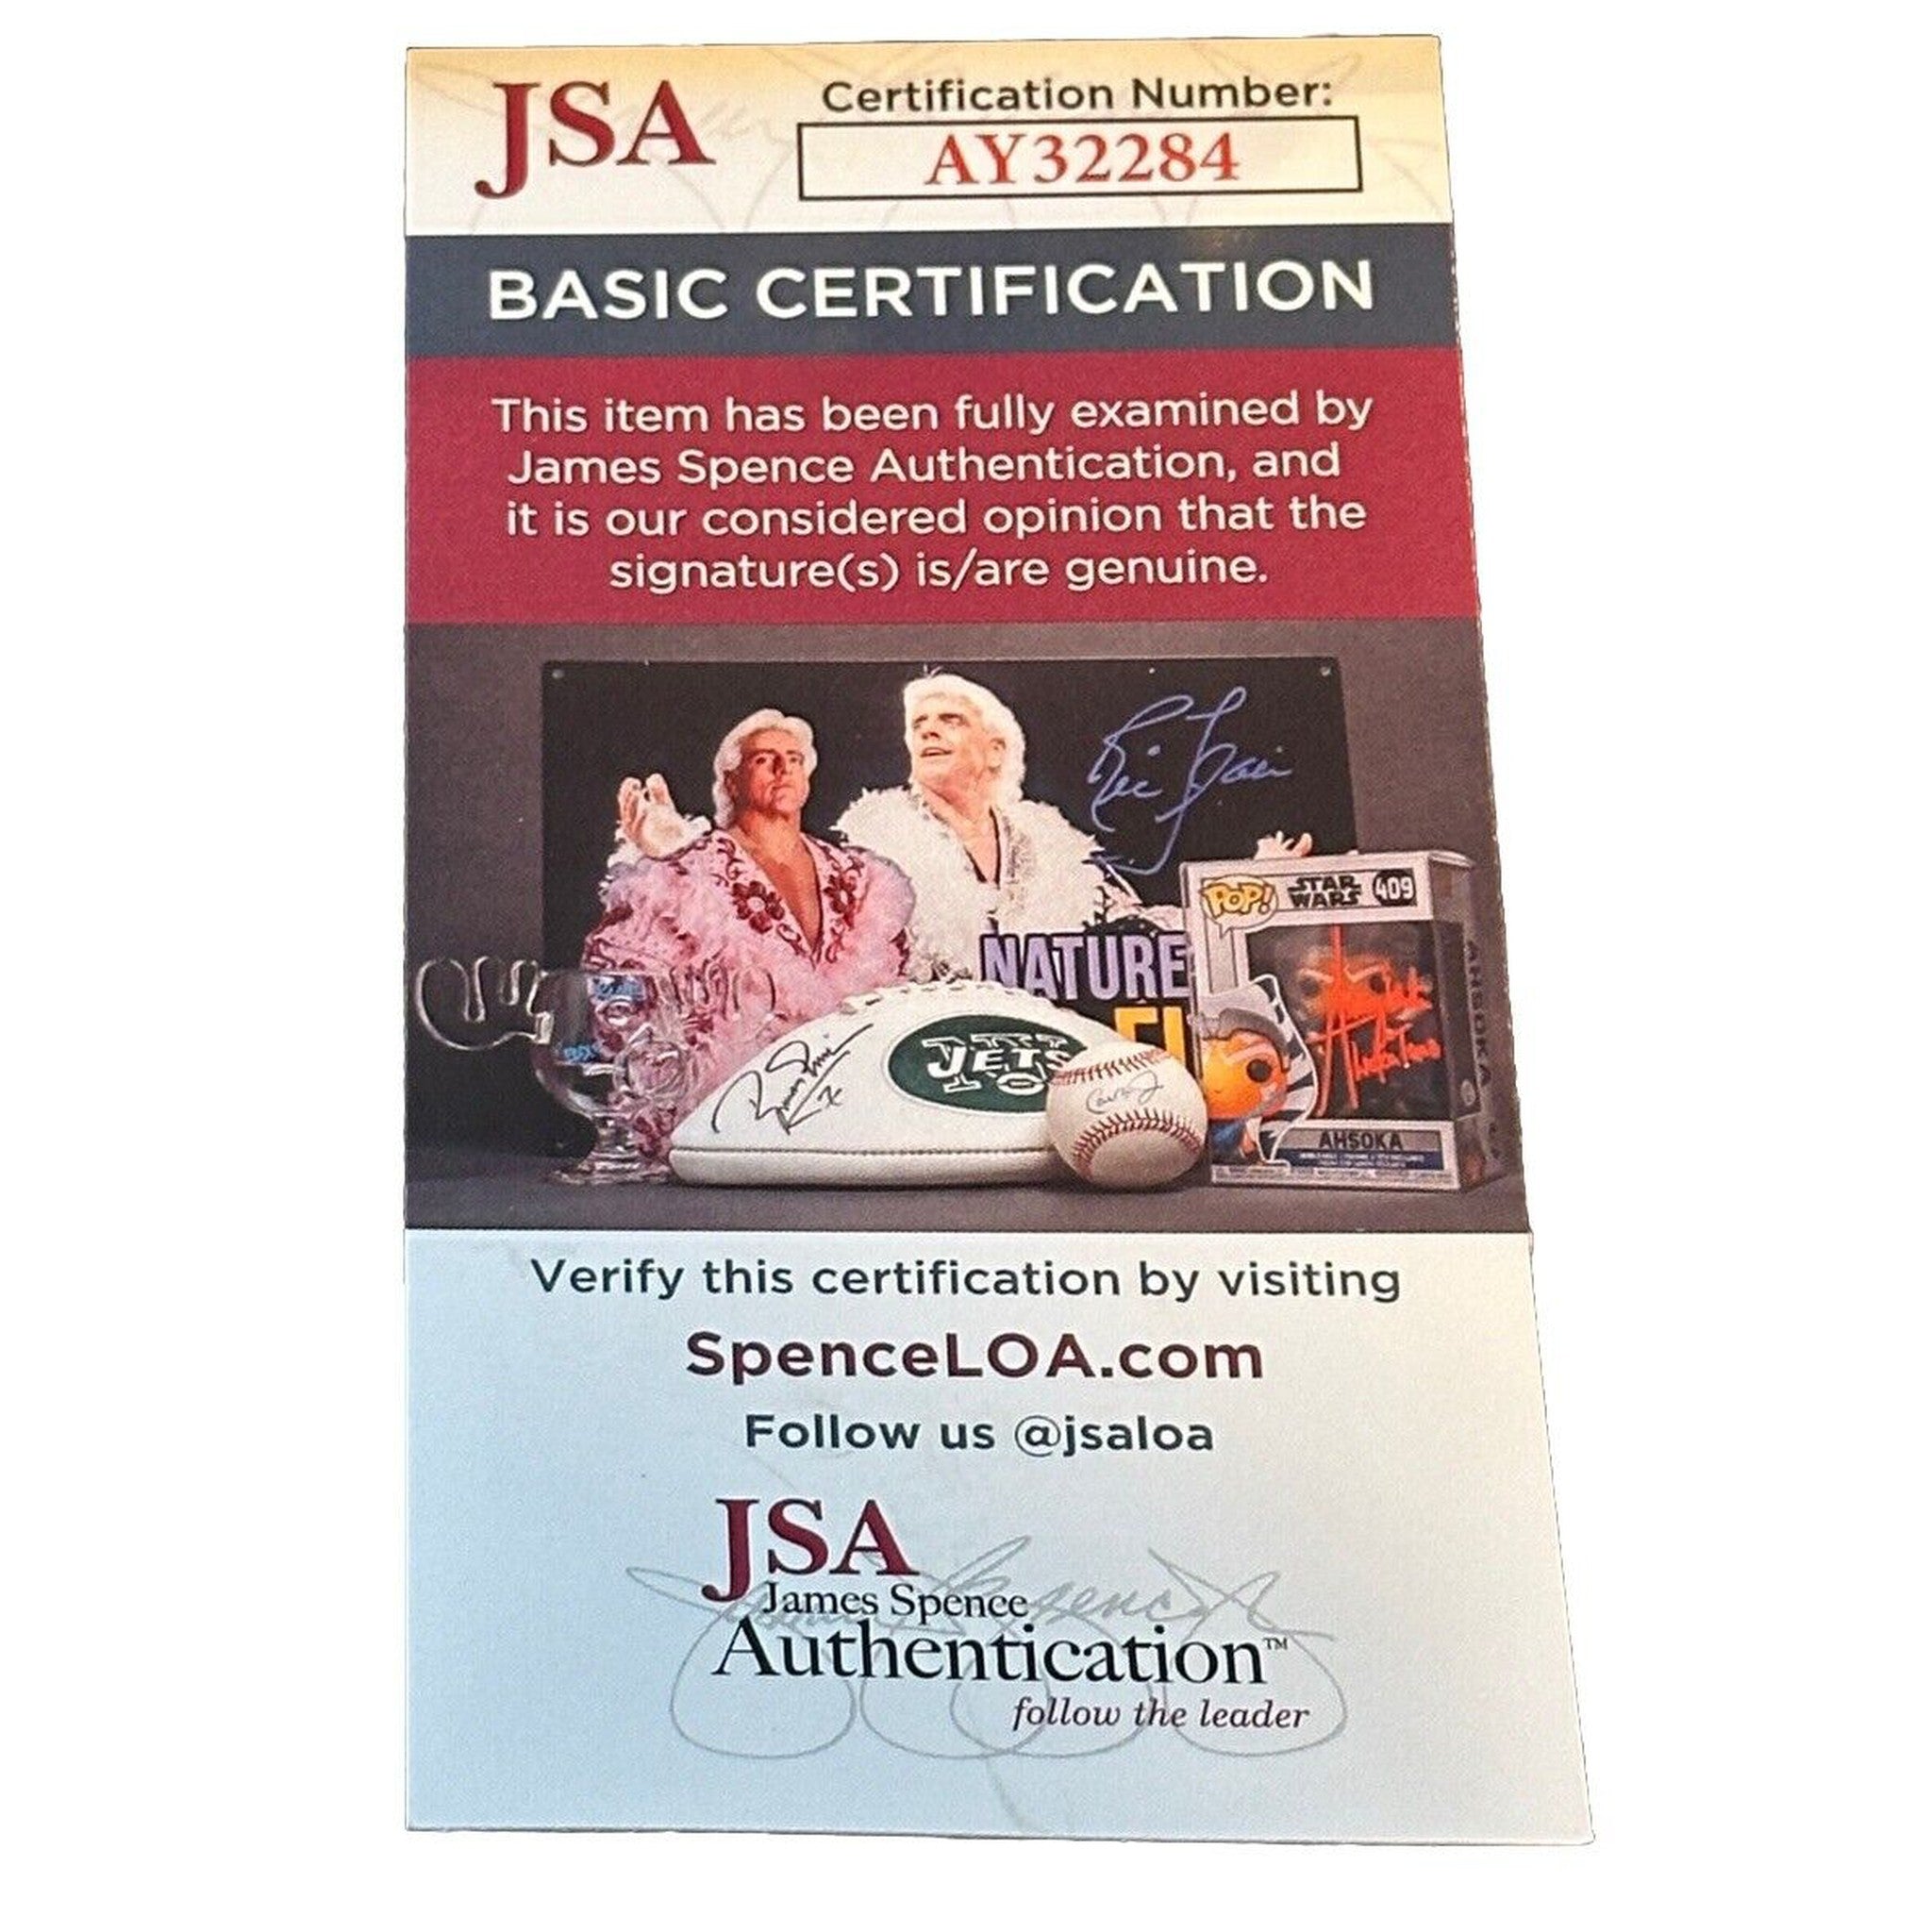 JSA
Certification Number:
AY32284
BASIC CERTIFICATION
This item has been fully examined by
James Spence Authentication, and
it is our considered opinion that the
signature(s) is/are genuine.
Ric Flair
POP! STAR WARS 409
NATURE
JETS
AHSOKA
AHSOKA
Verify this certification by visiting
SpenceLOA.com
Follow us @jsaloa
JSA
James Spence
Authentication™
follow the leader